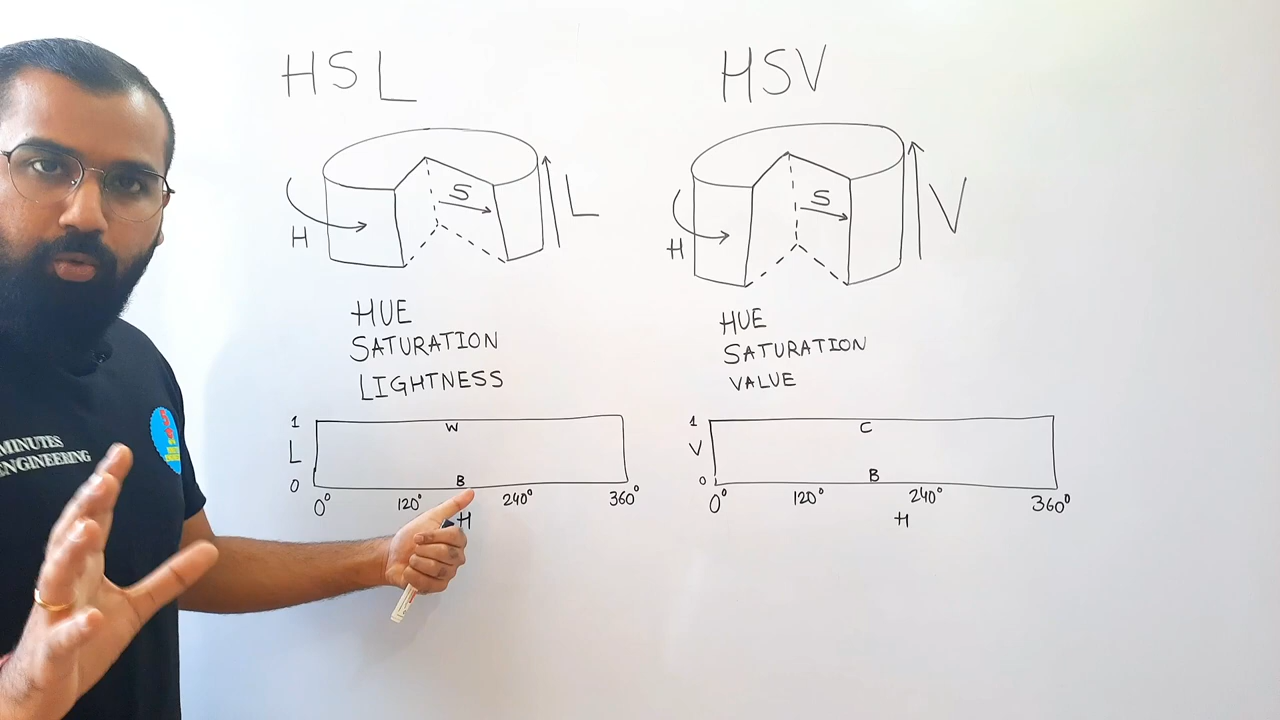 HSL
H
S
L
HUE
SATURATION
LIGHTNESS
1
W
L
0
B
0° 120° 240° 360°
H
HSV
H
S
V
HUE
SATURATION
VALUE
1
C
V
0
B
0° 120° 240° 360°
H
MINUTES
ENGINEERING